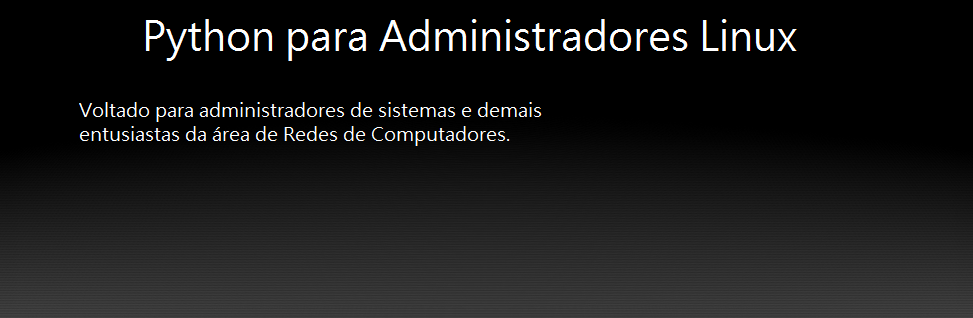 Python para Administradores Linux
Voltado para administradores de sistemas e demais
entusiastas da área de Redes de Computadores.